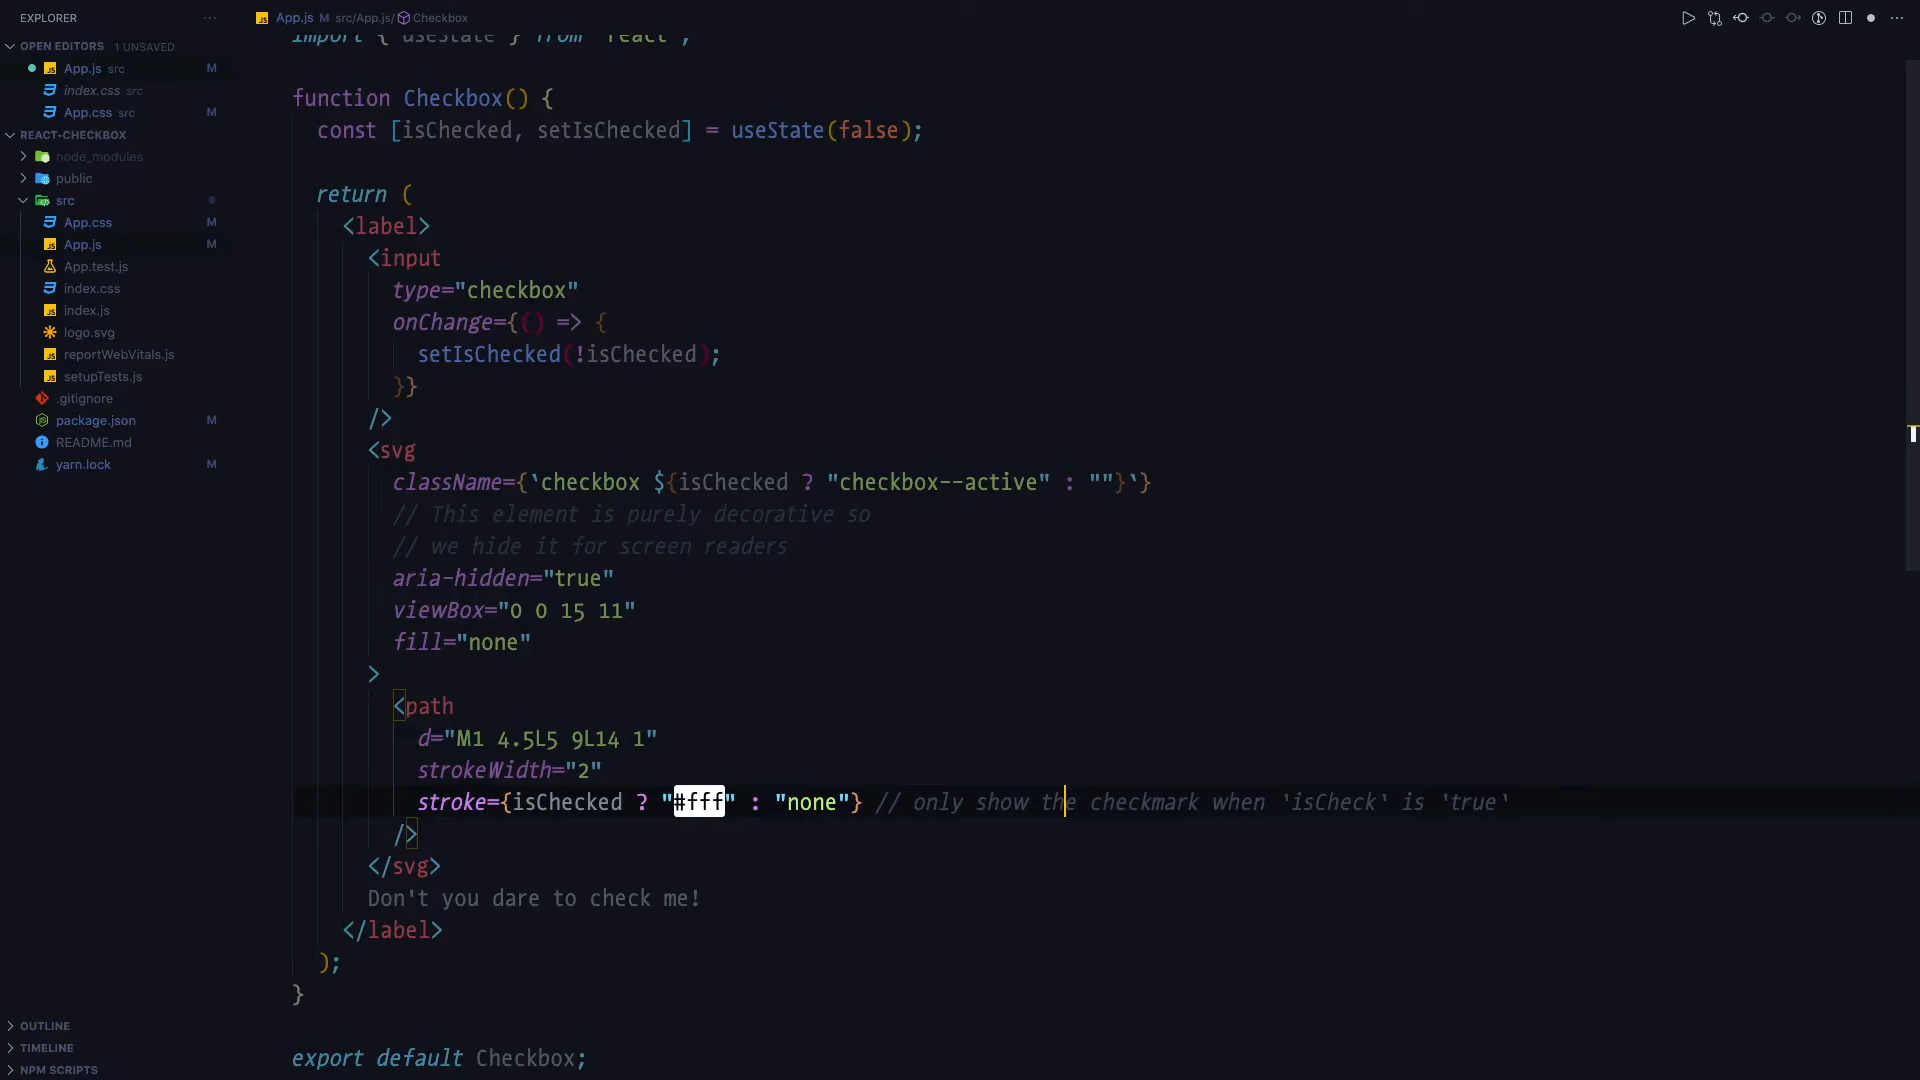 EXPLORER
OPEN EDITORS 1 UNSAVED
App.js src M
index.css src
App.css src M
REACT-CHECKBOX
node_modules
public
src
App.css M
App.js M
App.test.js
index.css
index.js
logo.svg
reportWebVitals.js
setupTests.js
.gitignore
package.json M
README.md
yarn.lock M
OUTLINE
TIMELINE
NPM SCRIPTS
App.js M src/App.js/ Checkbox
import { useState } from "react";
function Checkbox() {
const [isChecked, setIsChecked] = useState(false);
return (
<label>
<input
type="checkbox"
onChange={() => {
setIsChecked(!isChecked);
}}
/>
<svg
className={`checkbox ${isChecked ? "checkbox--active" : ""}`}
// This element is purely decorative so
// we hide it for screen readers
aria-hidden="true"
viewBox="0 0 15 11"
fill="none"
>
<path
d="M1 4.5L5 9L14 1"
strokeWidth="2"
stroke={isChecked ? "#fff" : "none"} // only show the checkmark when `isCheck` is `true`
/>
</svg>
Don't you dare to check me!
</label>
);
}
export default Checkbox;